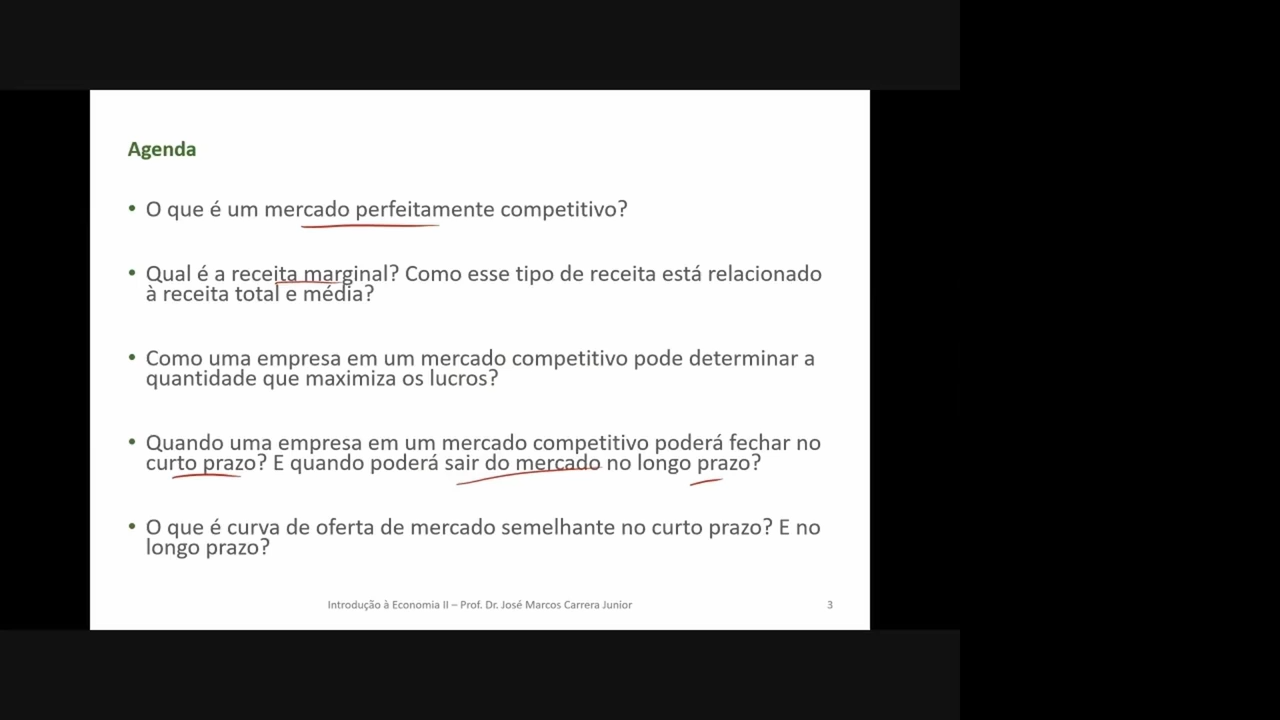 Agenda
• O que é um mercado perfeitamente competitivo?
• Qual é a receita marginal? Como esse tipo de receita está relacionado
à receita total e média?
• Como uma empresa em um mercado competitivo pode determinar a
quantidade que maximiza os lucros?
• Quando uma empresa em um mercado competitivo poderá fechar no
curto prazo? E quando poderá sair do mercado no longo prazo?
• O que é curva de oferta de mercado semelhante no curto prazo? E no
longo prazo?
Introdução à Economia II – Prof. Dr. José Marcos Carrera Junior
3